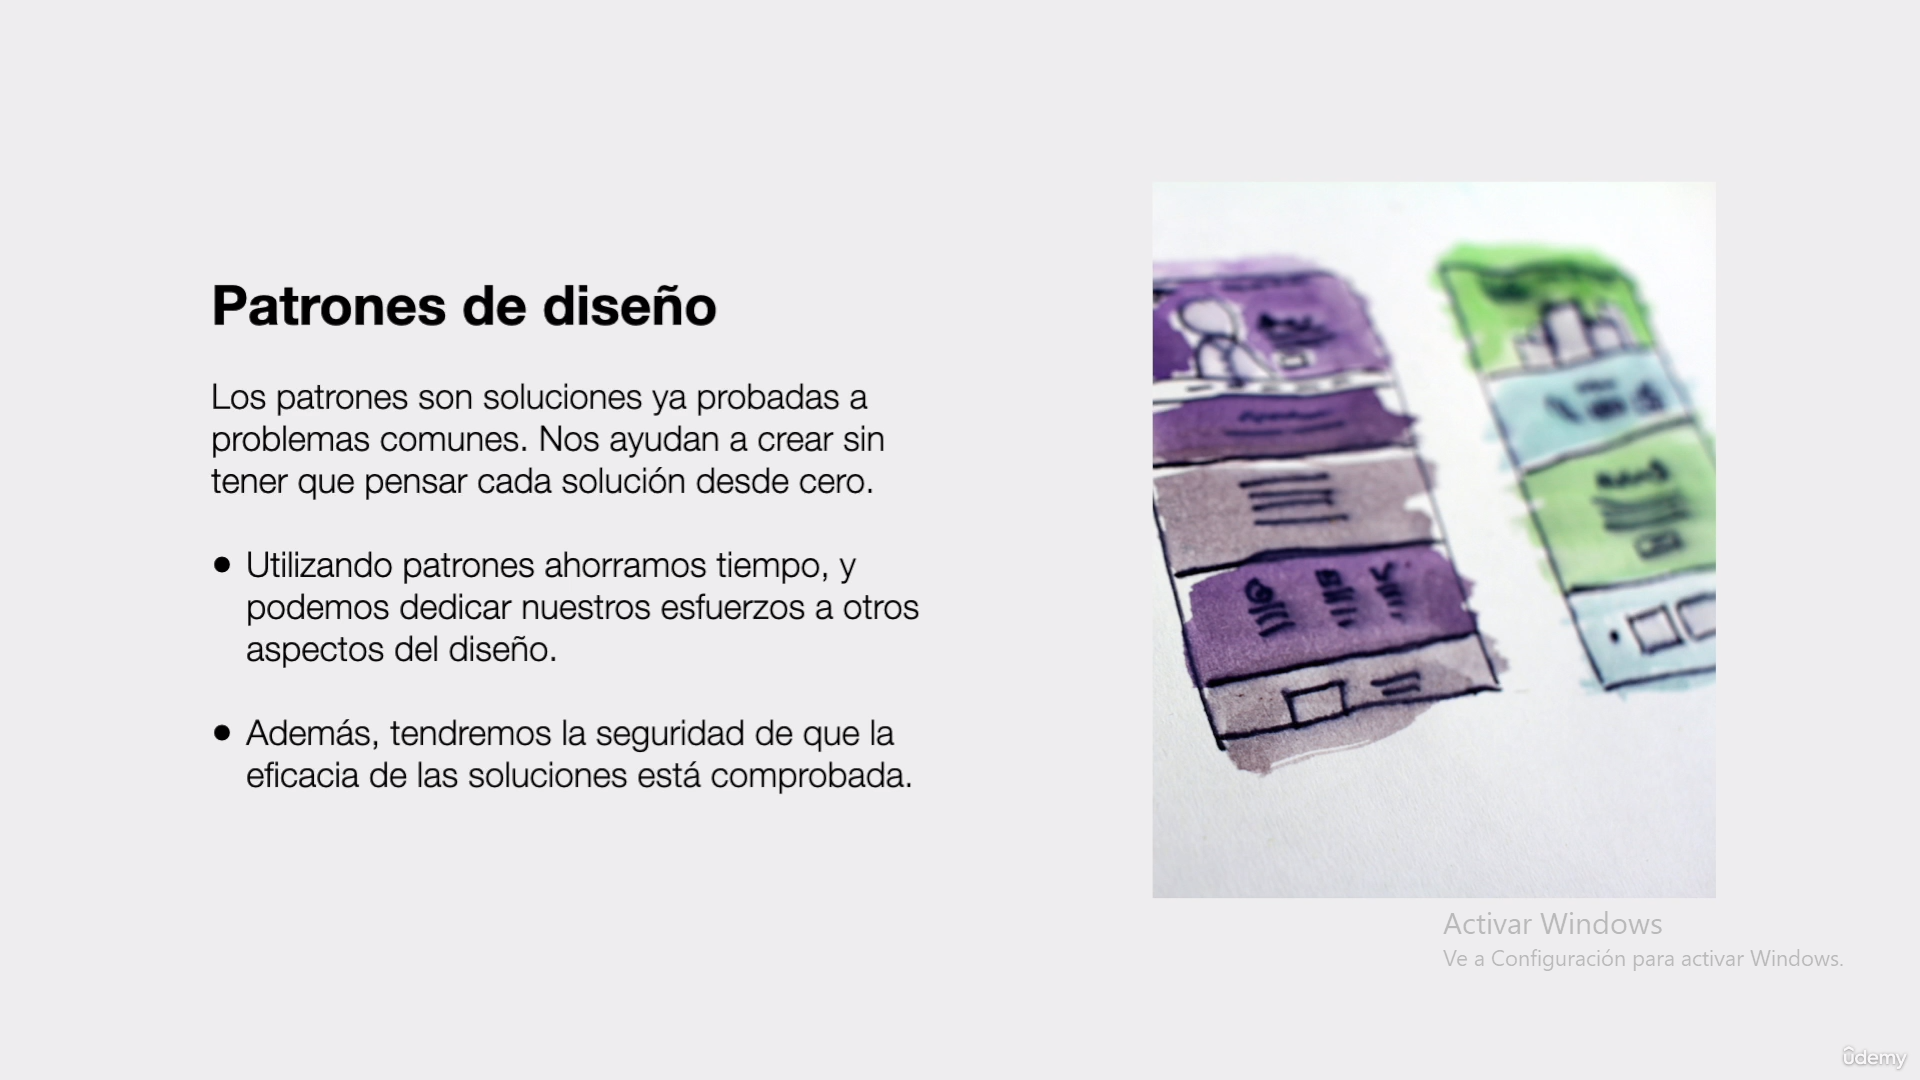 Patrones de diseño
Los patrones son soluciones ya probadas a
problemas comunes. Nos ayudan a crear sin
tener que pensar cada solución desde cero.
● Utilizando patrones ahorramos tiempo, y
podemos dedicar nuestros esfuerzos a otros
aspectos del diseño.
● Además, tendremos la seguridad de que la
eficacia de las soluciones está comprobada.
Activar Windows
Ve a Configuración para activar Windows.
ûdemy